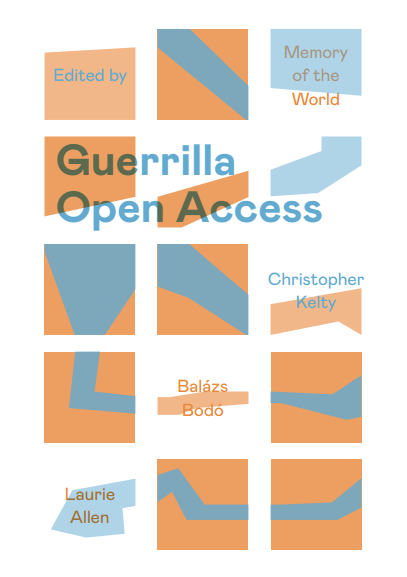 Edited by
Memory
of the
World
Guerrilla
Open Access
Christopher
Kelty
Balázs
Bodó
Laurie
Allen